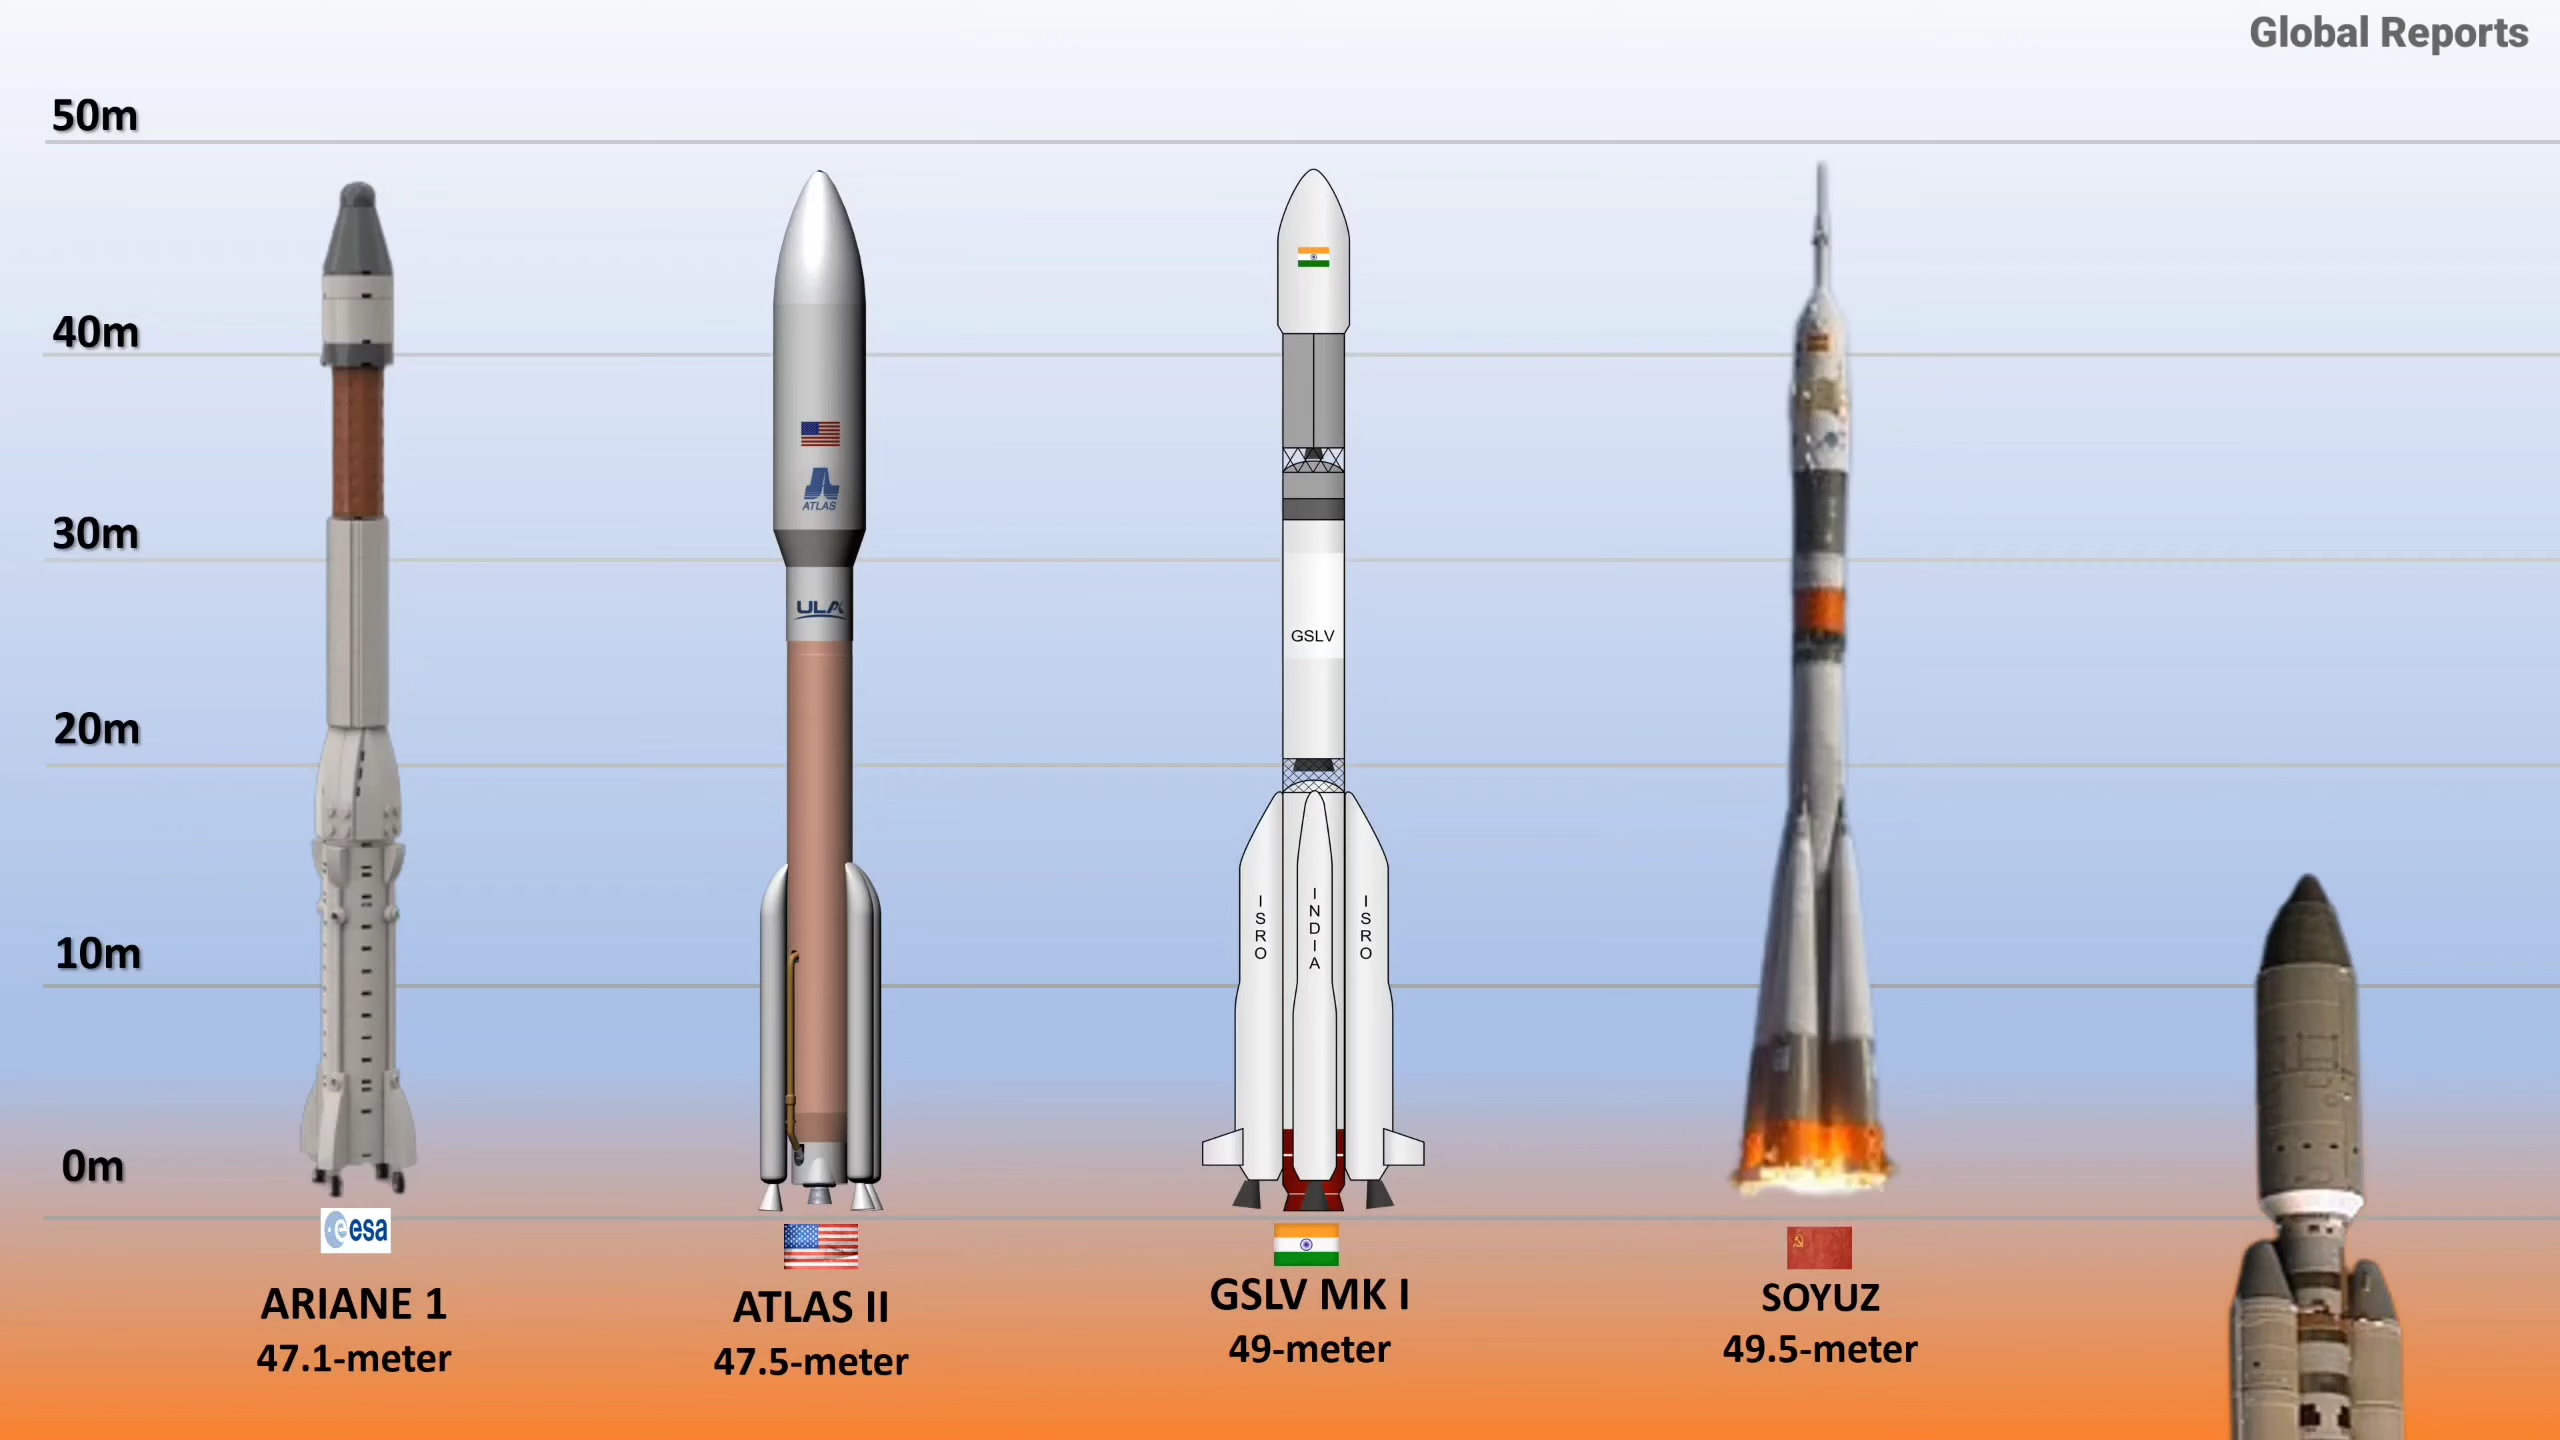 Global Reports
50m
40m
30m
20m
10m
0m
ATLAS
ULA
GSLV
ISRO
INDIA
ISRO
esa
ARIANE 1
47.1-meter
ATLAS II
47.5-meter
GSLV MK I
49-meter
SOYUZ
49.5-meter